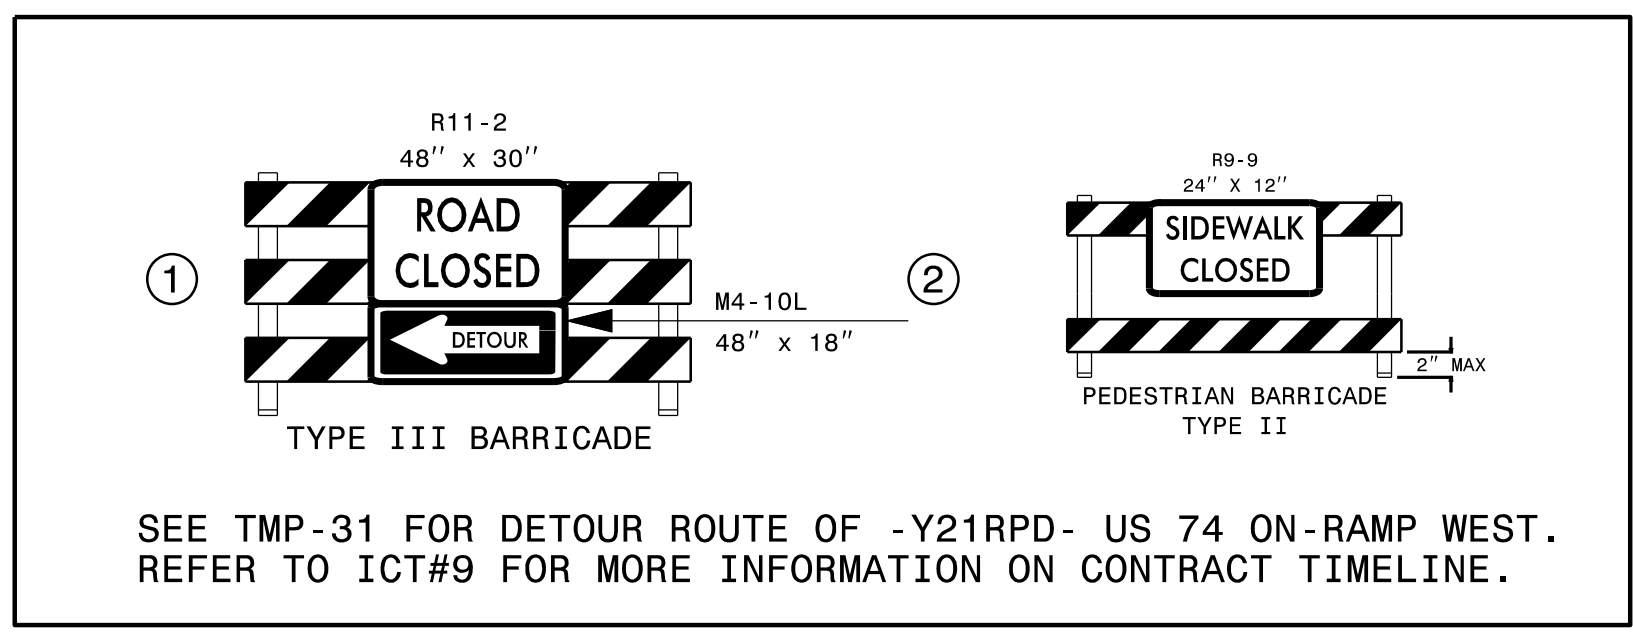 R11-2
48" x 30"
ROAD
CLOSED
1
DETOUR
M4-10L
48" x 18"
TYPE III BARRICADE
2
R9-9
24" X 12"
SIDEWALK
CLOSED
2" MAX
PEDESTRIAN BARRICADE
TYPE II
SEE TMP-31 FOR DETOUR ROUTE OF -Y21RPD- US 74 ON-RAMP WEST.
REFER TO ICT#9 FOR MORE INFORMATION ON CONTRACT TIMELINE.